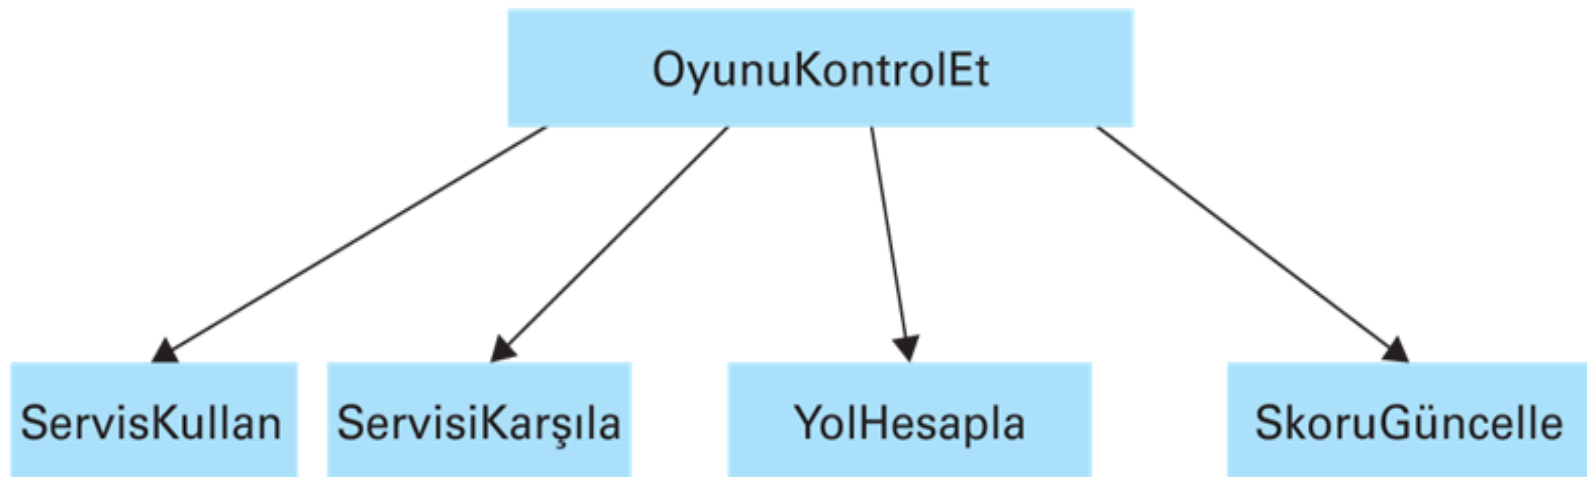 OyunuKontrolEt
ServisKullan
ServisiKarşıla
YolHesapla
SkoruGüncelle